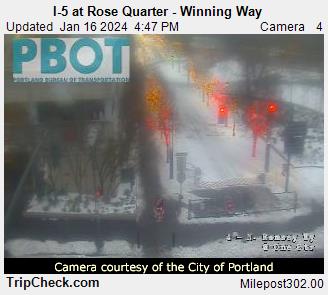 I-5 at Rose Quarter - Winning Way
Updated Jan 16 2024 4:47 PM Camera 4
PBOT
PORTLAND BUREAU OF TRANSPORTATION
Camera courtesy of the City of Portland
TripCheck.com Milepost302.00